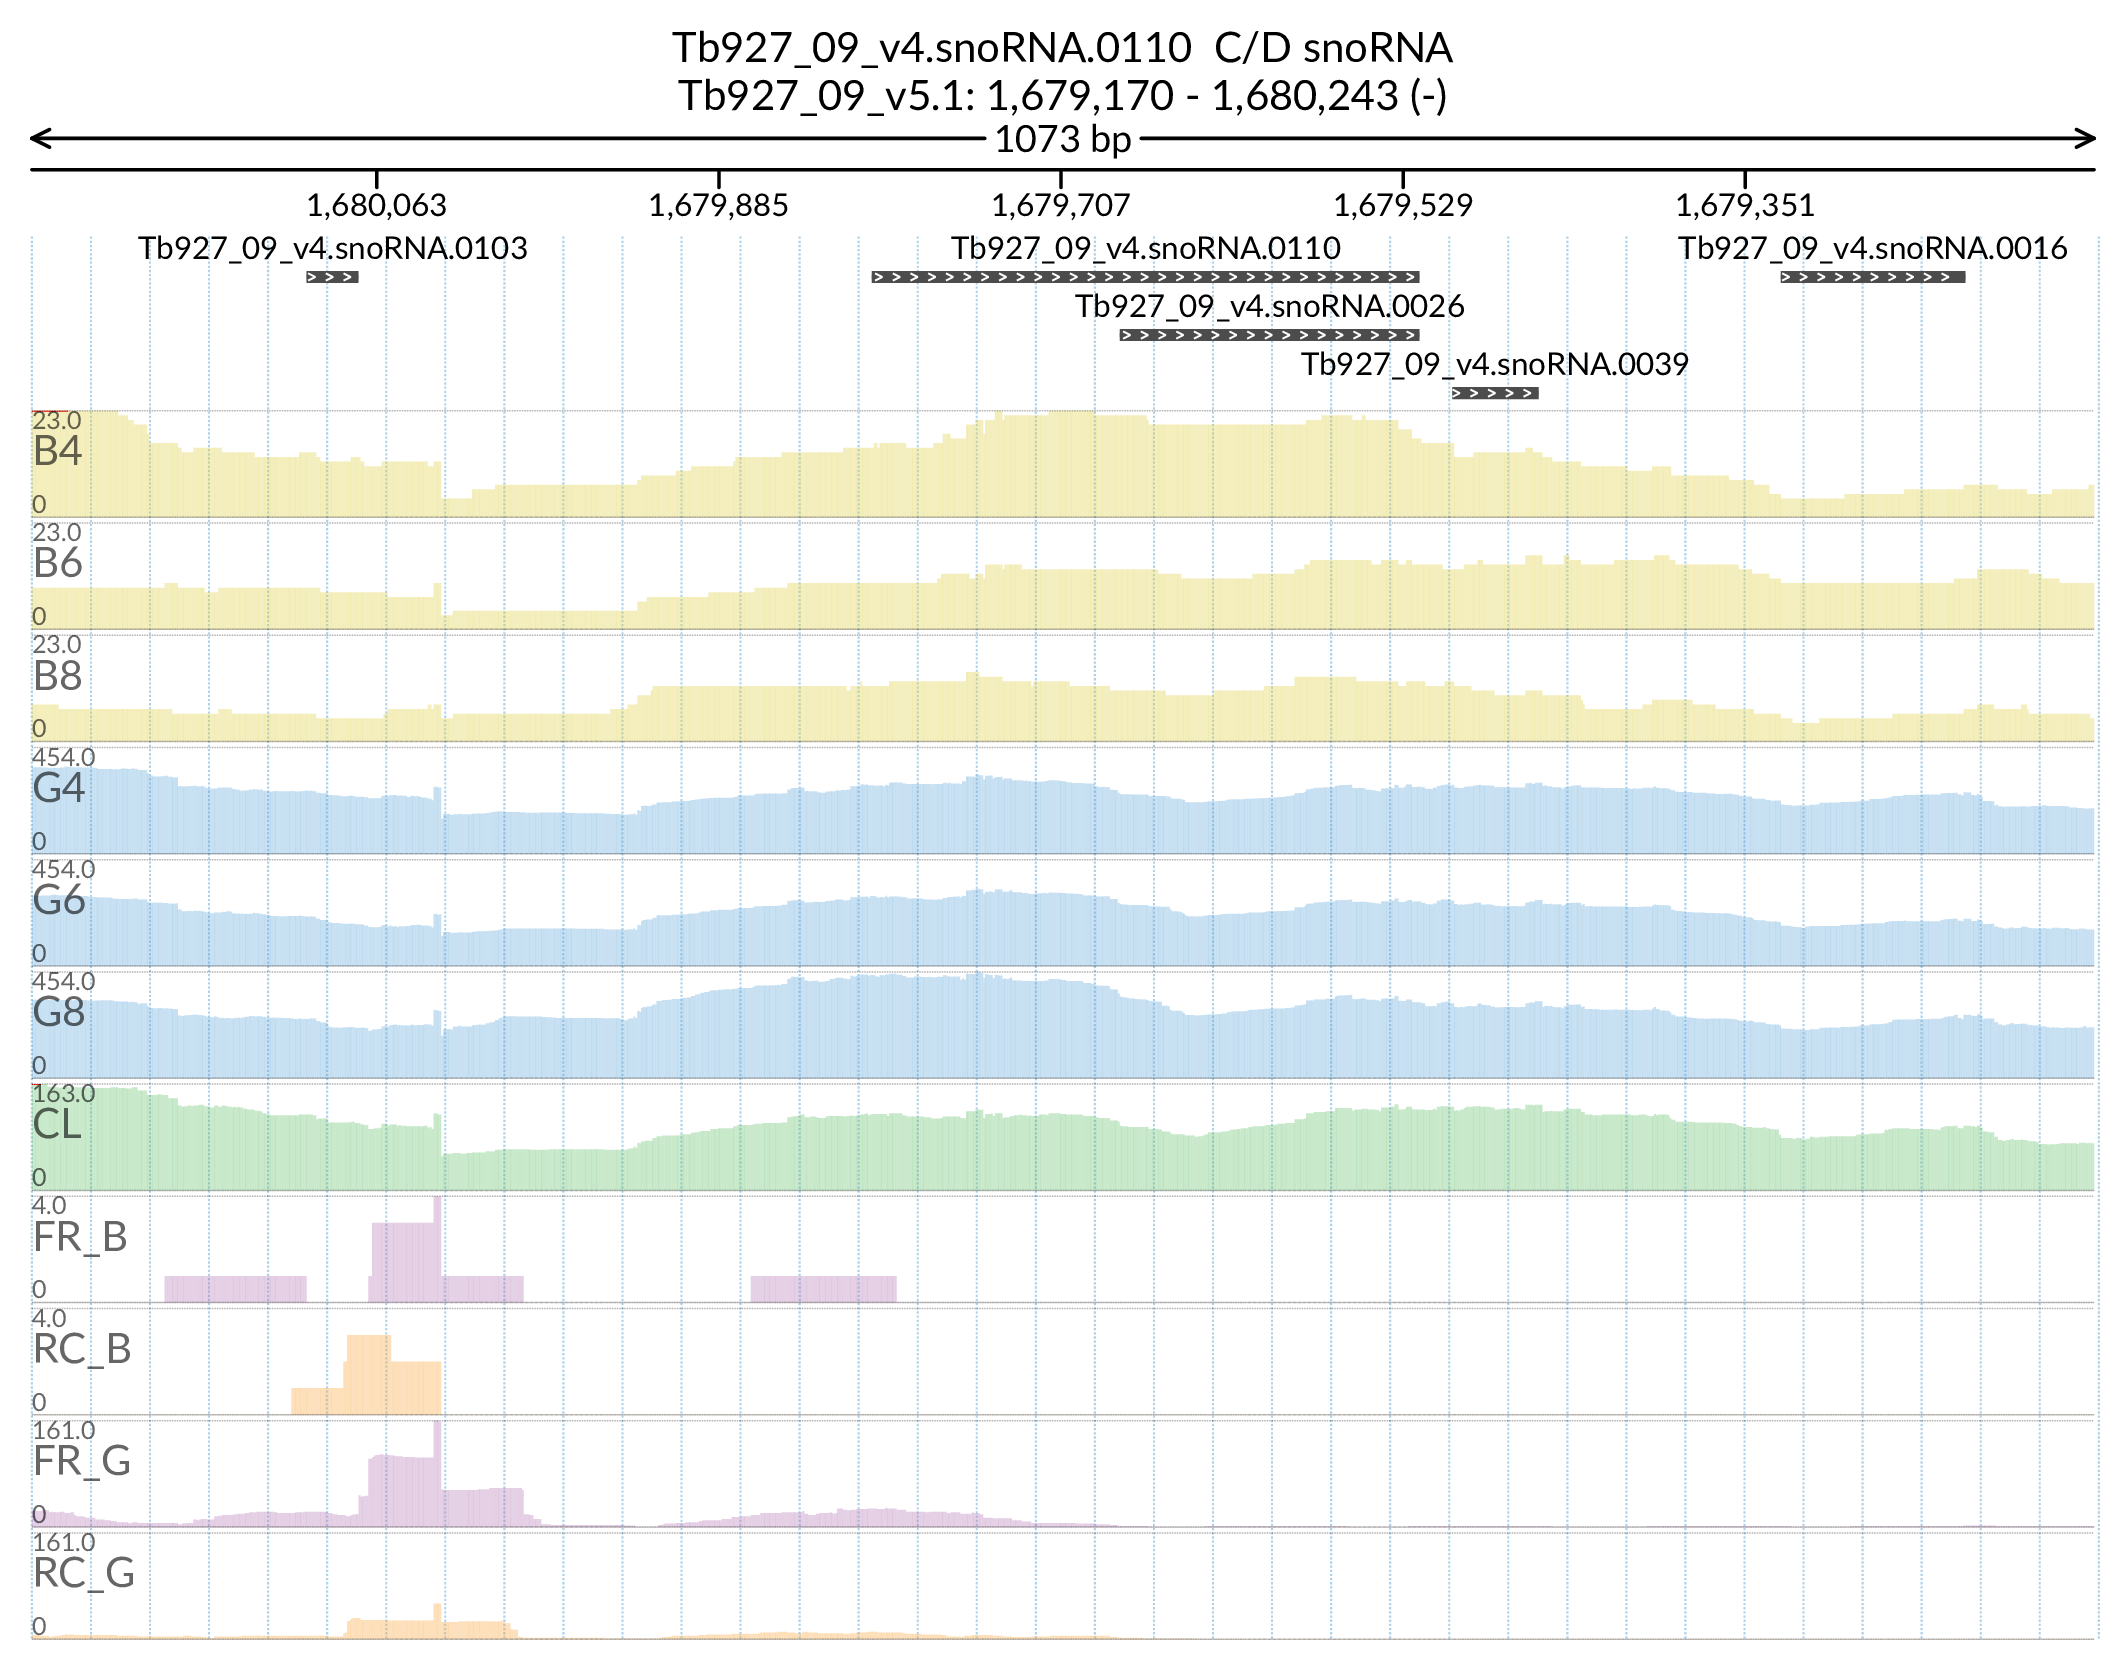 Tb927_09_v4.snoRNA.0110  C/D snoRNA
Tb927_09_v5.1: 1,679,170 - 1,680,243 (-)
1073 bp
1,680,063 1,679,885 1,679,707 1,679,529 1,679,351
Tb927_09_v4.snoRNA.0103 Tb927_09_v4.snoRNA.0110 Tb927_09_v4.snoRNA.0016
Tb927_09_v4.snoRNA.0026
Tb927_09_v4.snoRNA.0039
23.0
B4
0
23.0
B6
0
23.0
B8
0
454.0
G4
0
454.0
G6
0
454.0
G8
0
163.0
CL
0
4.0
FR_B
0
4.0
RC_B
0
161.0
FR_G
0
161.0
RC_G
0